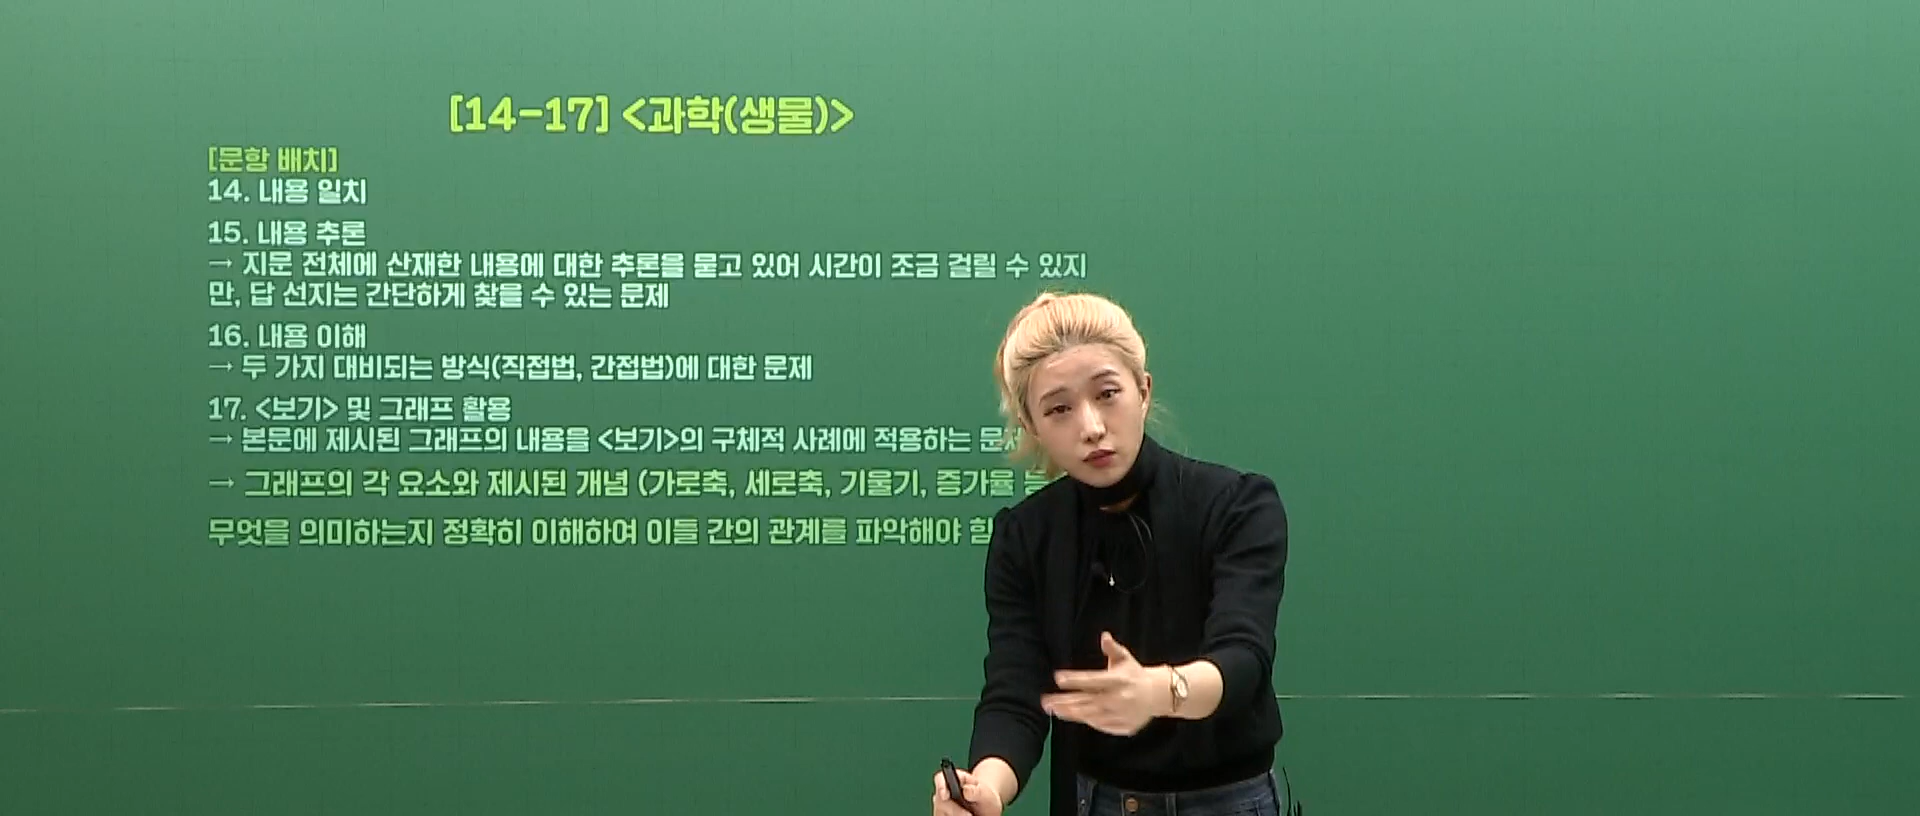 [14-17] <과학(생물)>
[문항 배치]
14. 내용 일치
15. 내용 추론
→ 지문 전체에 산재한 내용에 대한 추론을 묻고 있어 시간이 조금 걸릴 수 있지
만, 답 선지는 간단하게 찾을 수 있는 문제
16. 내용 이해
→ 두 가지 대비되는 방식(직접법, 간접법)에 대한 문제
17. <보기> 및 그래프 활용
→ 본문에 제시된 그래프의 내용을 <보기>의 구체적 사례에 적용하는
→ 그래프의 각 요소와 제시된 개념 (가로축, 세로축, 기울기, 증가율
무엇을 의미하는지 정확히 이해하여 이들 간의 관계를 파악해야